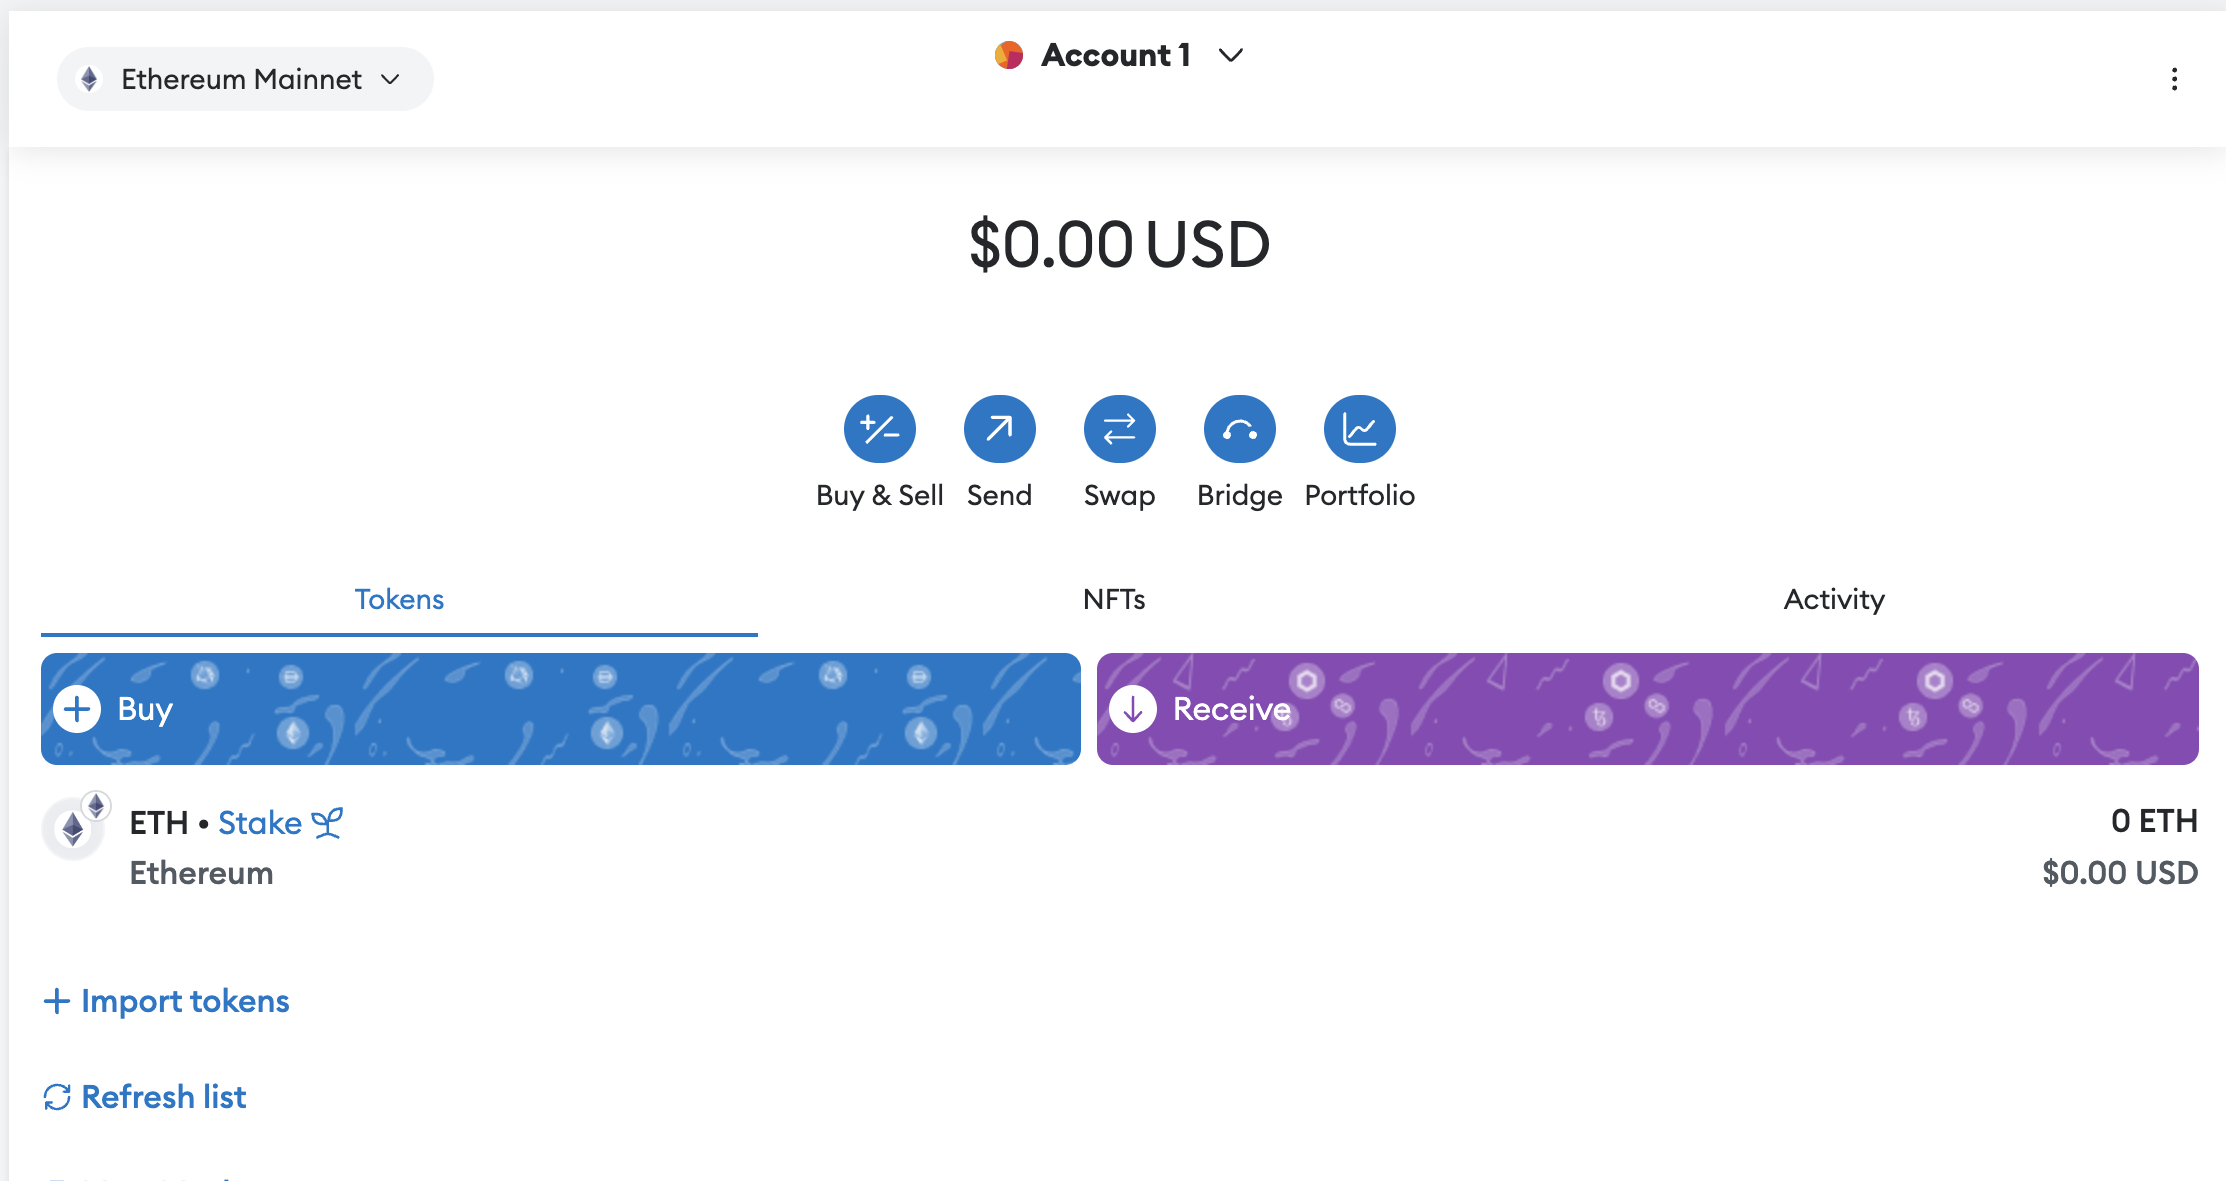 Ethereum Mainnet
Account 1
$0.00 USD
Buy & Sell
Send
Swap
Bridge
Portfolio
Tokens
NFTs
Activity
Buy
Receive
ETH • Stake
0 ETH
Ethereum
$0.00 USD
Import tokens
Refresh list